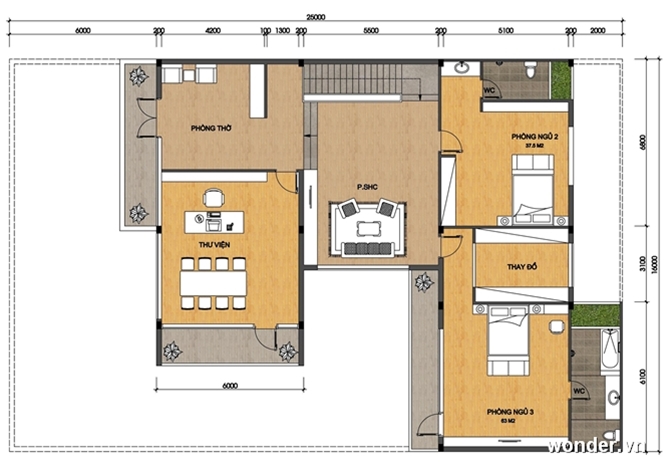 25000
6000
200
4200
100
1300
200
5500
200
5100
200
2000
WC
PHÒNG THỜ
PHÒNG NGỦ 2
37.5 M2
6800
P.SHC
THƯ VIỆN
THAY ĐỒ
3100
16000
6000
PHÒNG NGỦ 3
63 M2
WC
6100
wonder.vn